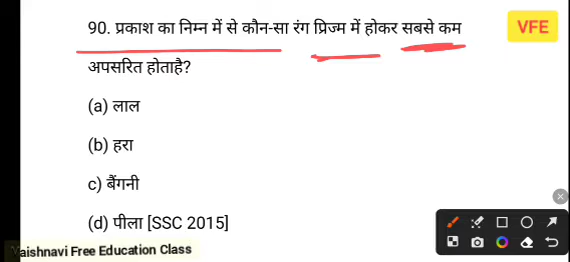 90. प्रकाश का निम्न में से कौन-सा रंग प्रिज्म में होकर सबसे कम
VFE
अपसरित होताहै?
(a) लाल
(b) हरा
c) बैंगनी
(d) पीला [SSC 2015]
Vaishnavi Free Education Class